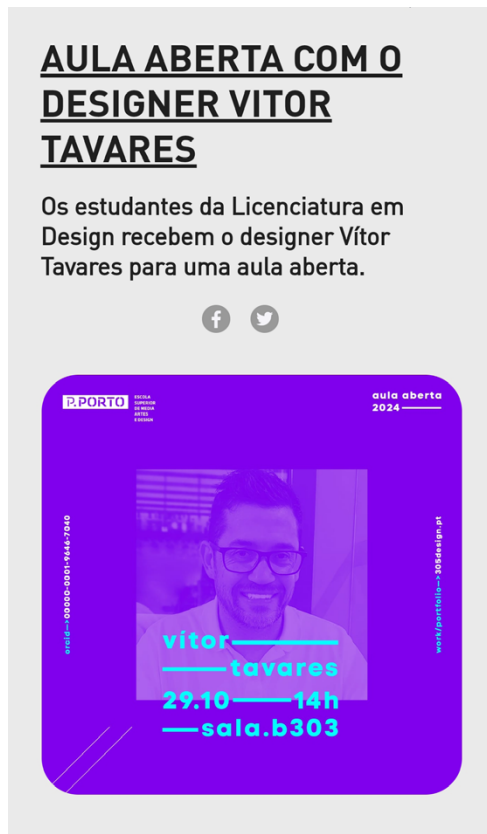 AULA ABERTA COM O
DESIGNER VITOR
TAVARES
Os estudantes da Licenciatura em
Design recebem o designer Vítor
Tavares para uma aula aberta.
P.PORTO
ESCOLA
SUPERIOR
DE MEDIA
ARTES
E DESIGN
aula aberta
2024
orcid->00000-0001-9646-7040
work/portfolio->305design.pt
vítor
tavares
29.10 14h
sala.b303